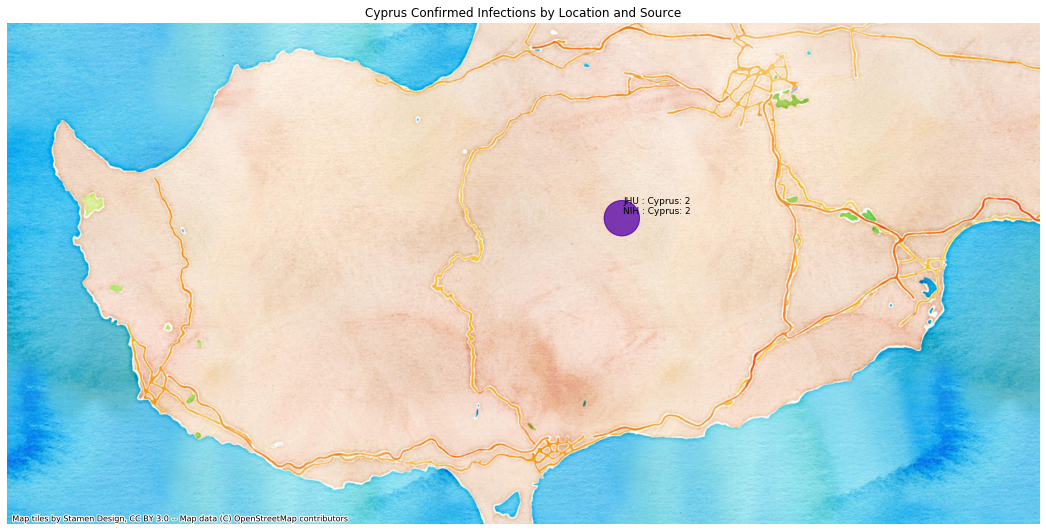 Cyprus Confirmed Infections by Location and Source
JHU : Cyprus: 2
NIH : Cyprus: 2
Map tiles by Stamen Design, CC BY 3.0 -- Map data (C) OpenStreetMap contributors